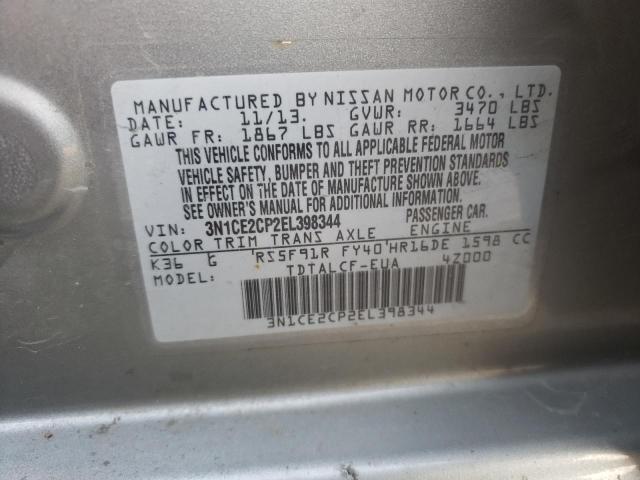 MANUFACTURED BY NISSAN MOTOR CO., LTD.
DATE: 11/13. GVWR: 3470 LBS
GAWR FR: 1867 LBS GAWR RR: 1664 LBS
THIS VEHICLE CONFORMS TO ALL APPLICABLE FEDERAL MOTOR
VEHICLE SAFETY, BUMPER AND THEFT PREVENTION STANDARDS
IN EFFECT ON THE DATE OF MANUFACTURE SHOWN ABOVE.
SEE OWNER'S MANUAL FOR ADDITIONAL INFORMATION.
VIN: 3N1CE2CP2EL398344 PASSENGER CAR.
COLOR TRIM TRANS AXLE ENGINE
K36 G 'RS5F91R FY40'HR16DE 1598 CC
MODEL: TDTALCF-EUA 4Z000
3N1CE2CP2EL398344